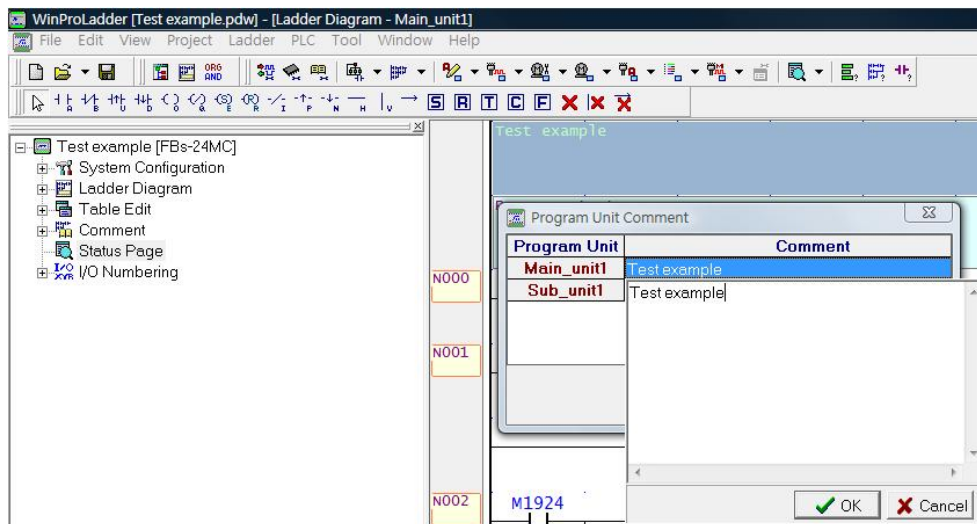 WinProLadder [Test example.pdw] - [Ladder Diagram - Main_unit1]
File Edit View Project Ladder PLC Tool Window Help
ORG
AND
S R T C F
Test example [FBs-24MC]
System Configuration
Ladder Diagram
Table Edit
Comment
Status Page
I/O Numbering
Test example
Program Unit Comment
Program Unit Comment
Main_unit1 Test example
Sub_unit1
Test example
N000
N001
N002
M1924
OK Cancel